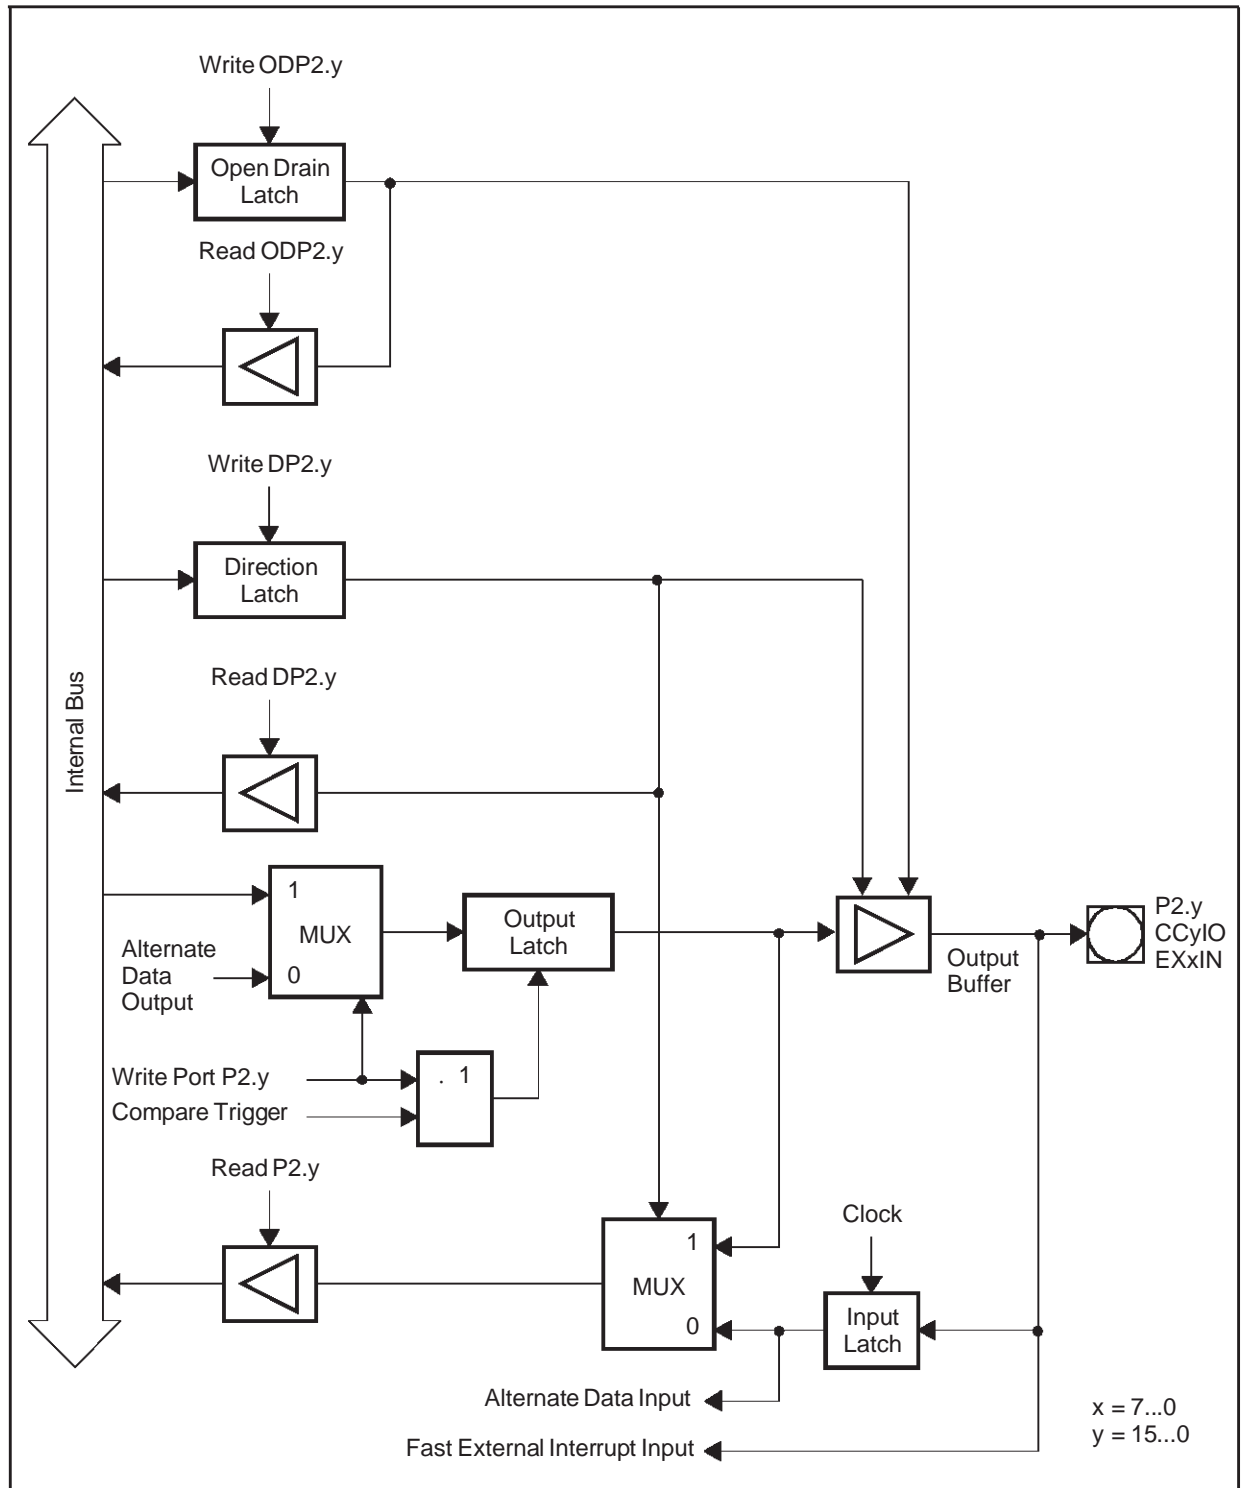 Write ODP2.y
Open Drain
Latch
Read ODP2.y
Write DP2.y
Direction
Latch
Internal Bus
Read DP2.y
1
MUX
0
Alternate
Data
Output
Output
Latch
Output
Buffer
P2.y
CCyIO
EXxIN
Write Port P2.y
Compare Trigger
. 1
Read P2.y
1
MUX
0
Clock
Input
Latch
Alternate Data Input
Fast External Interrupt Input
x = 7...0
y = 15...0